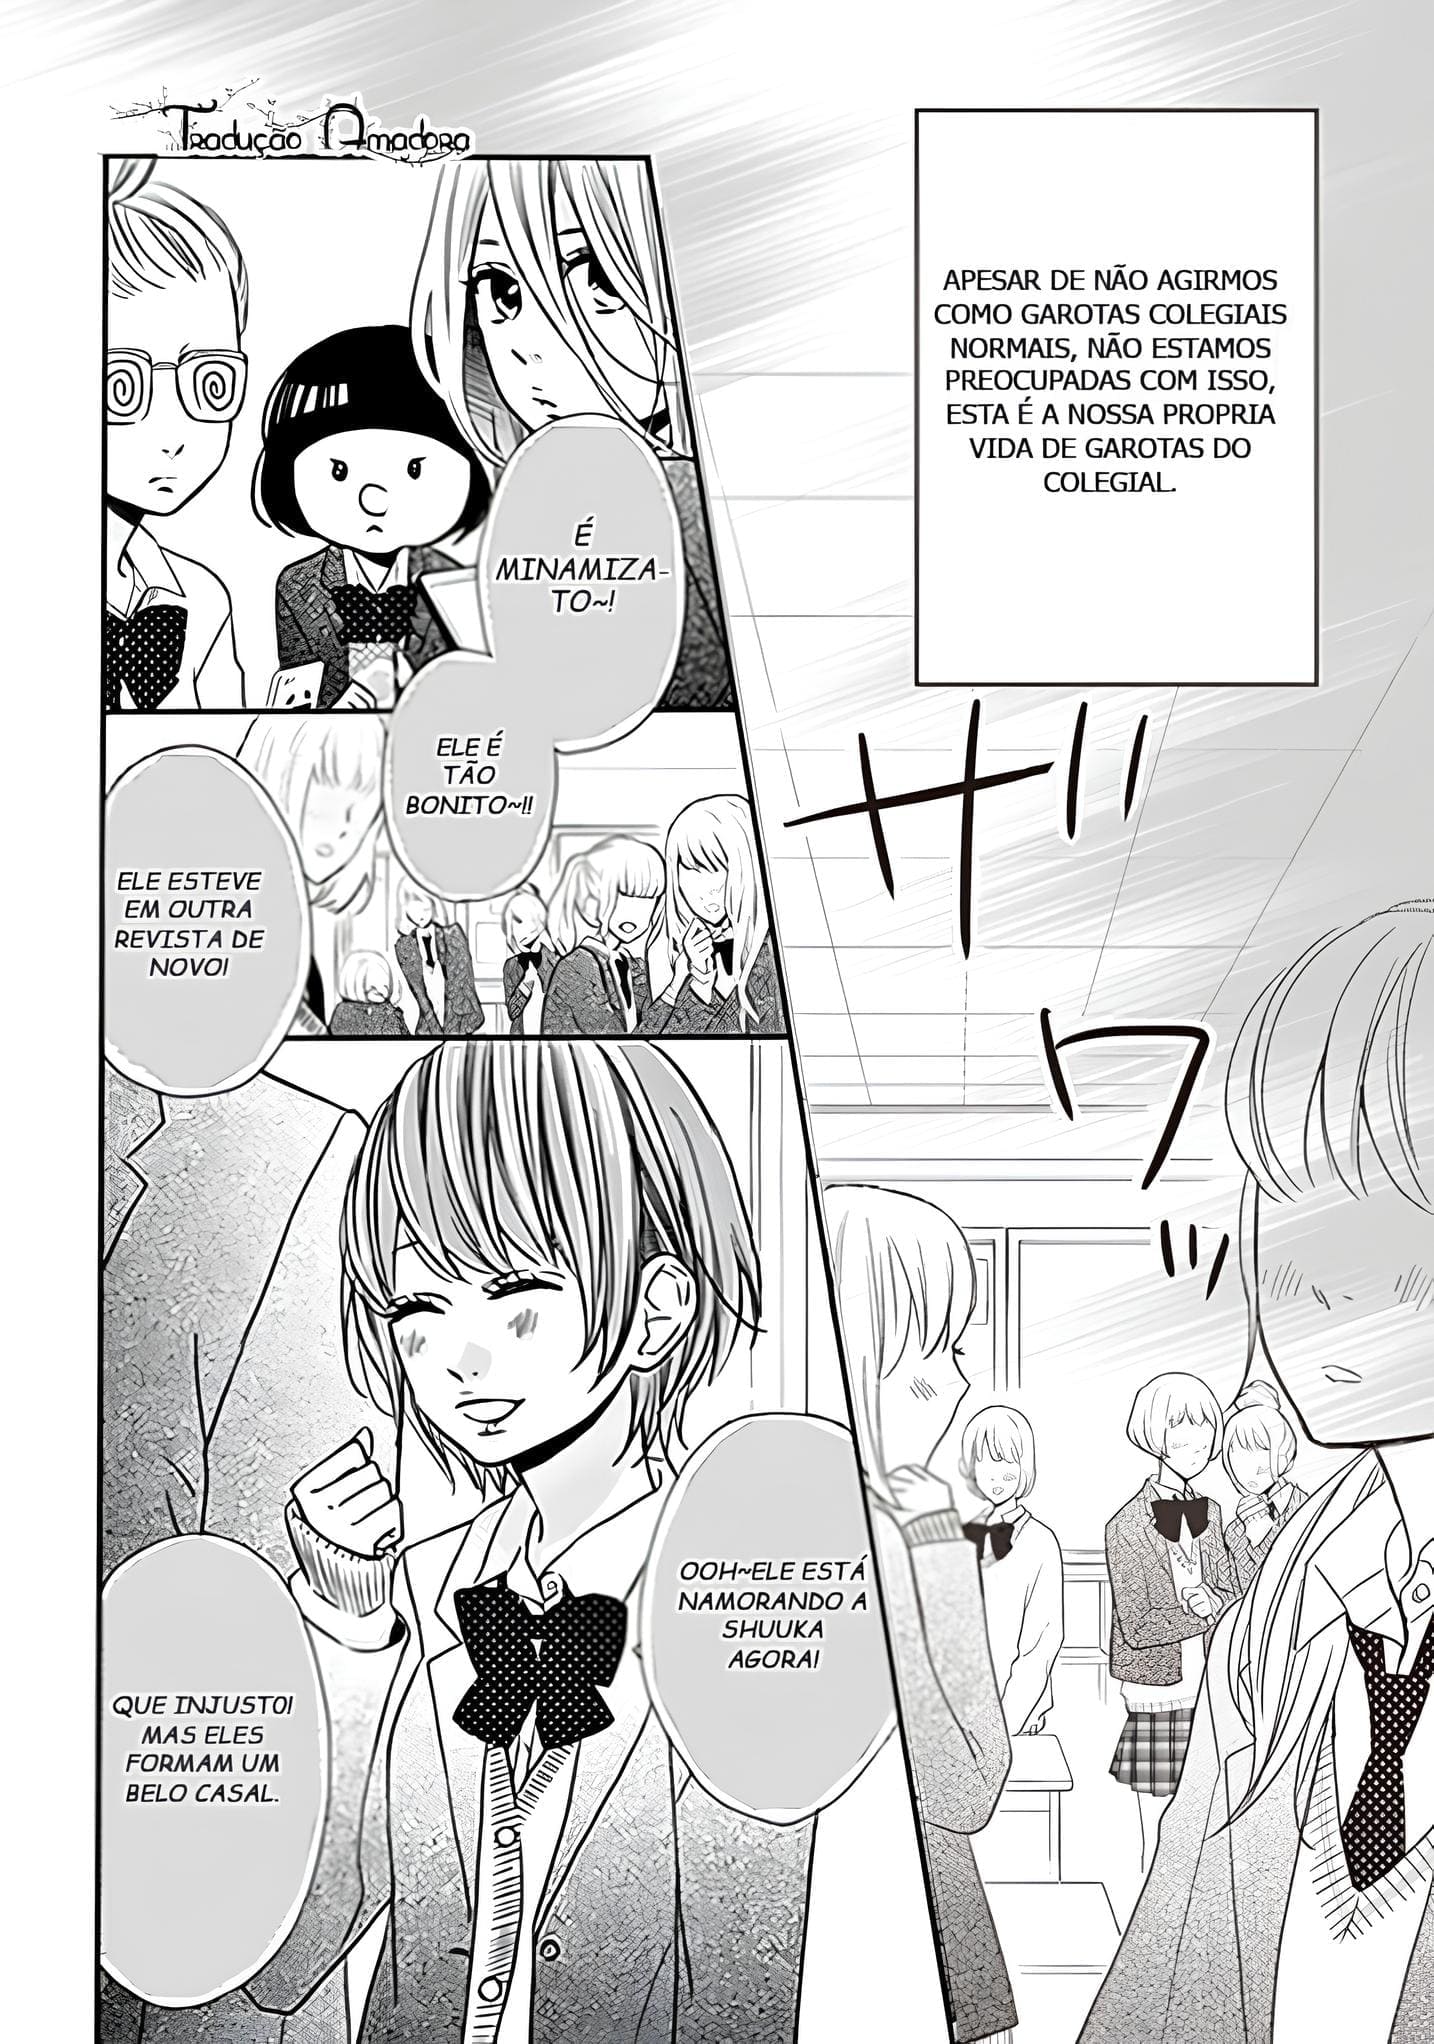 APESAR DE NÃO AGIRMOS
COMO GAROTAS COLEGIAIS
NORMAIS, NÃO ESTAMOS
PREOCUPADAS COM ISSO,
ESTA É A NOSSA PROPRIA
VIDA DE GAROTAS DO
COLEGIAL.
ザワッ
Tradução Amadora
É
MINAMIZA-
TO~!
ELE É
TÃO
BONITO~!!
ELE ESTEVE
EM OUTRA
REVISTA DE
NOVO!
OOH~ELE ESTÁ
NAMORANDO A
SHUUKA
AGORA!
QUE INJUSTO!
MAS ELES
FORMAM UM
BELO CASAL.